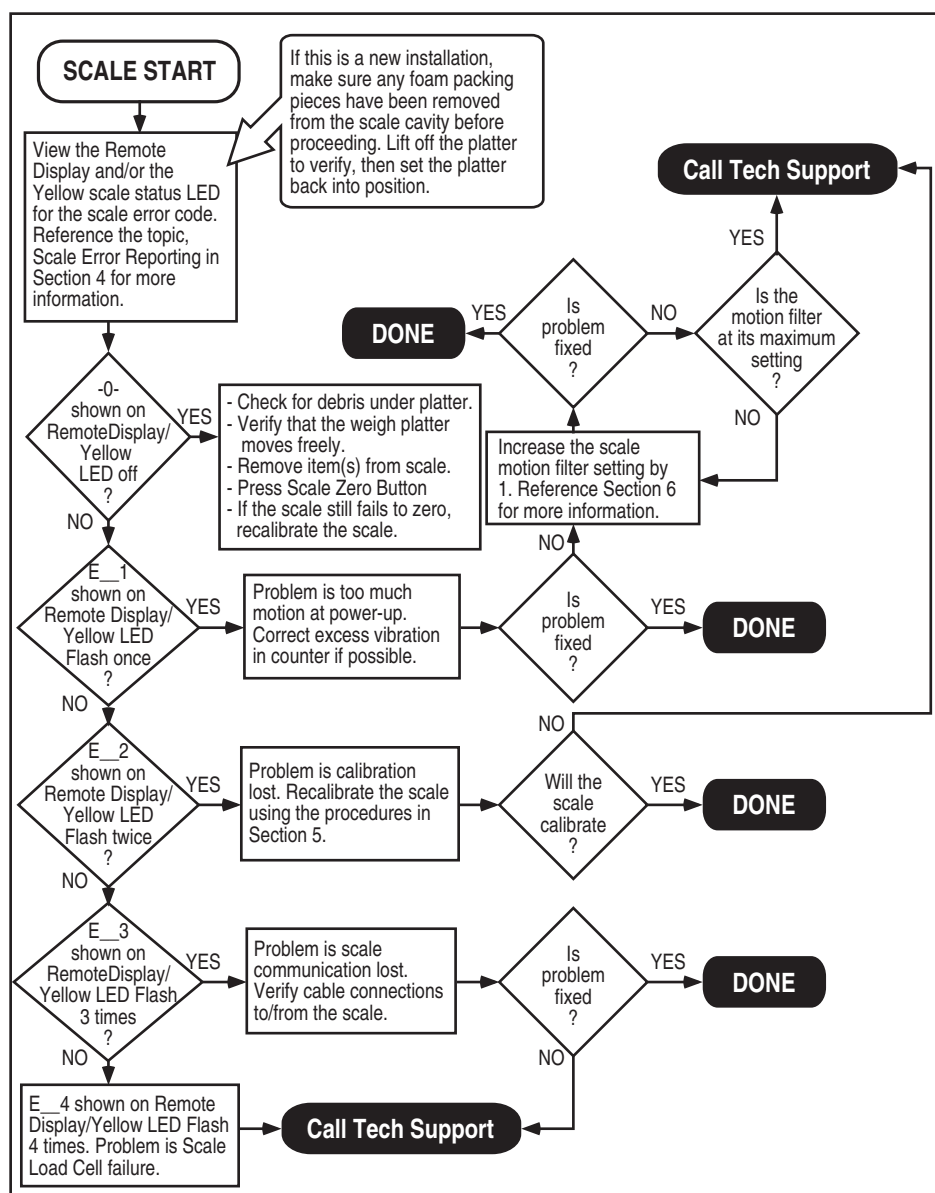 SCALE START
If this is a new installation,
make sure any foam packing
pieces have been removed
from the scale cavity before
proceeding. Lift off the platter
to verify, then set the platter
back into position.
View the Remote
Display and/or the
Yellow scale status LED
for the scale error code.
Reference the topic,
Scale Error Reporting in
Section 4 for more
information.
Call Tech Support
YES
Is the
motion filter
at its maximum
setting
?
NO
NO
Is
problem
fixed
?
YES
DONE
-0-
shown on
RemoteDisplay/
Yellow
LED off
?
YES
- Check for debris under platter.
- Verify that the weigh platter
moves freely.
- Remove item(s) from scale.
- Press Scale Zero Button
- If the scale still fails to zero,
recalibrate the scale.
Increase the scale
motion filter setting by
1. Reference Section 6
for more information.
NO
NO
E__1
shown on
Remote Display/
Yellow LED
Flash once
?
YES
Problem is too much
motion at power-up.
Correct excess vibration
in counter if possible.
Is
problem
fixed
?
YES
DONE
NO
E__2
shown on
Remote Display/
Yellow LED
Flash twice
?
YES
Problem is calibration
lost. Recalibrate the scale
using the procedures in
Section 5.
NO
Will the
scale
calibrate
?
YES
DONE
NO
E__3
shown on
RemoteDisplay/
Yellow LED Flash
3 times
?
YES
Problem is scale
communication lost.
Verify cable connections
to/from the scale.
Is
problem
fixed
?
YES
DONE
NO
NO
E__4 shown on Remote
Display/Yellow LED Flash
4 times. Problem is Scale
Load Cell failure.
Call Tech Support